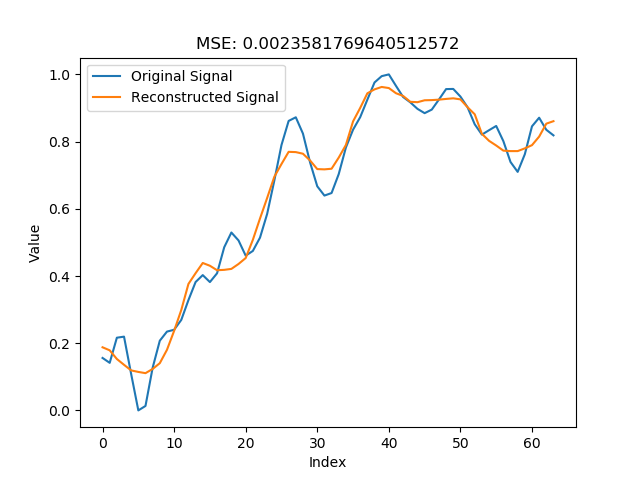 MSE: 0.0023581769640512572
Original Signal
Reconstructed Signal
1.0
0.8
0.6
0.4
0.2
0.0
Value
0 10 20 30 40 50 60
Index